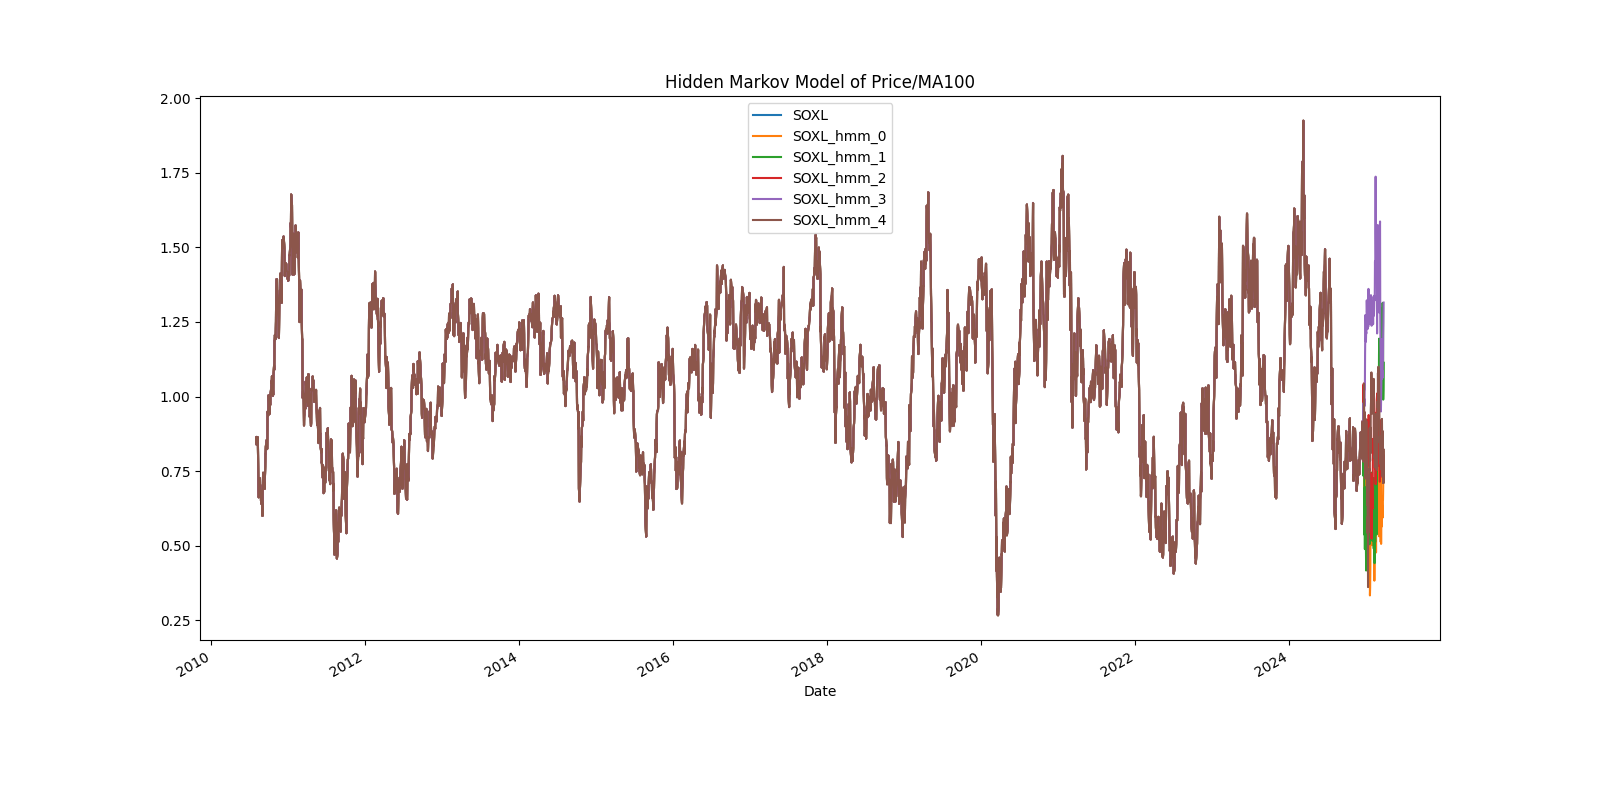 Hidden Markov Model of Price/MA100
SOXL
SOXL_hmm_0
SOXL_hmm_1
SOXL_hmm_2
SOXL_hmm_3
SOXL_hmm_4
2.00
1.75
1.50
1.25
1.00
0.75
0.50
0.25
2010
2012
2014
2016
2018
2020
2022
2024
Date